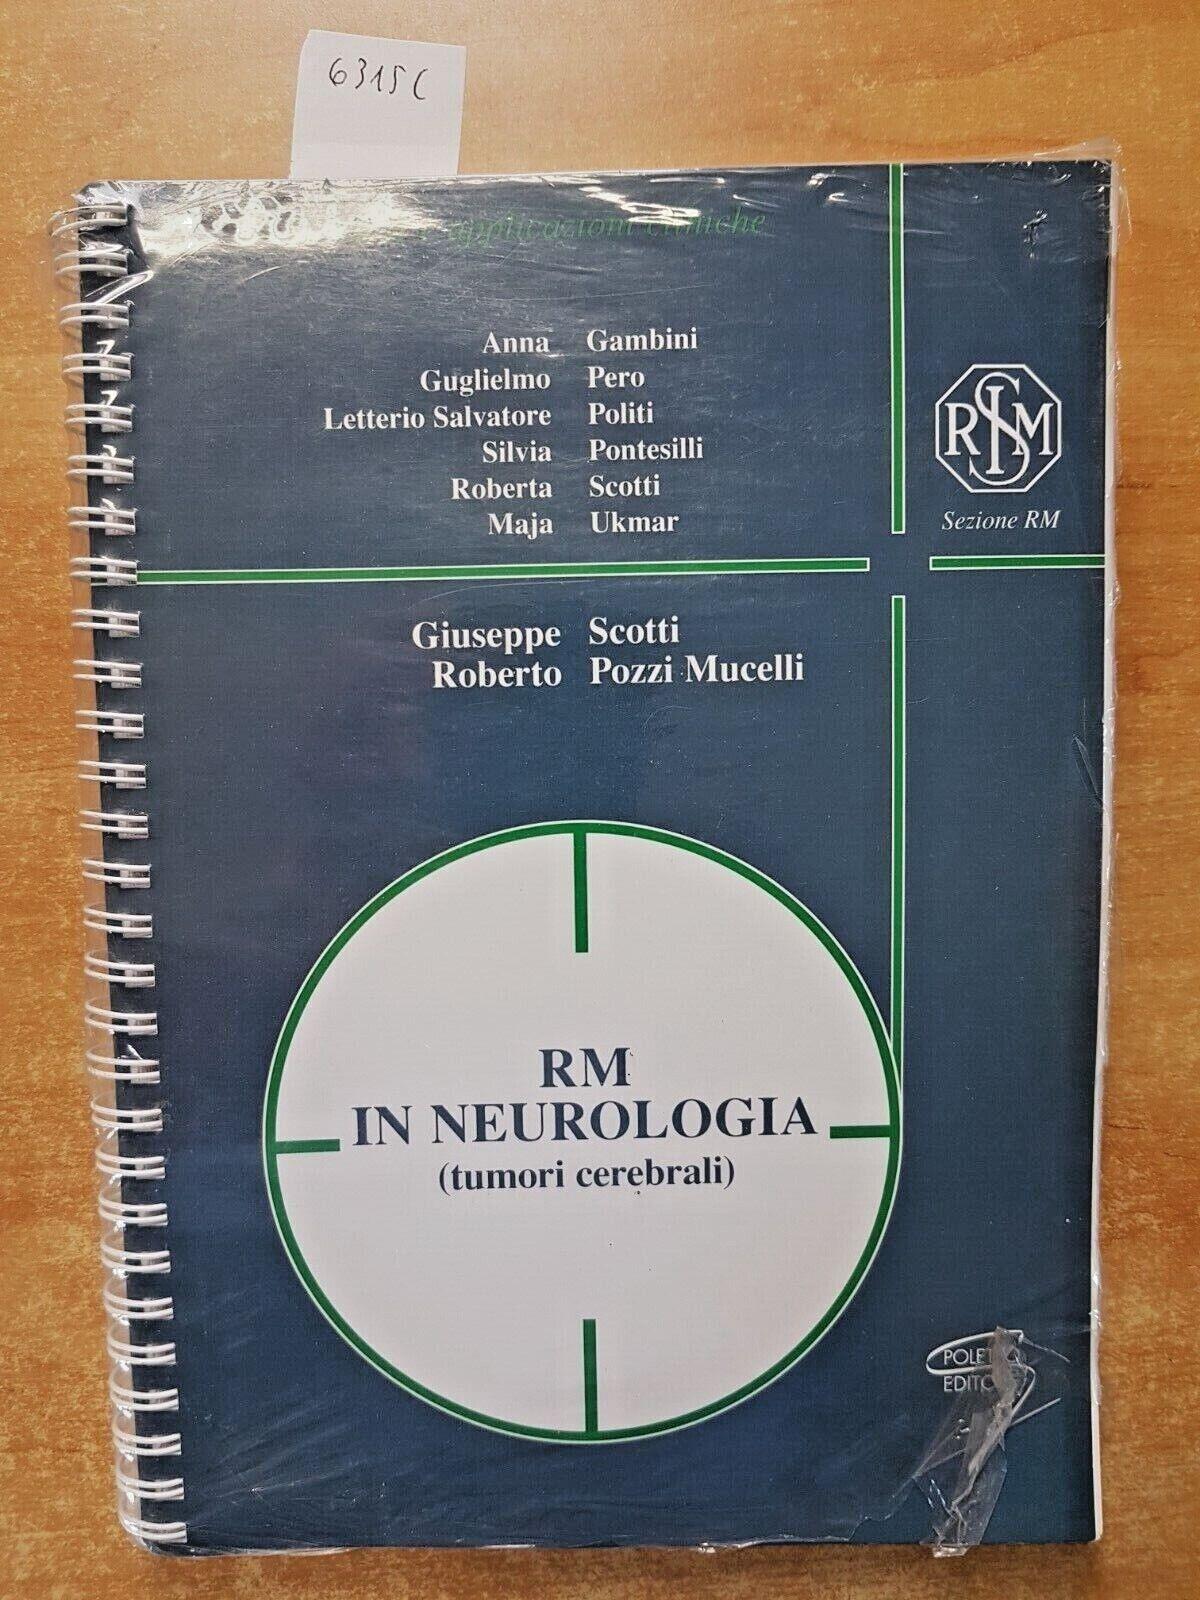 6315C
applicazioni cliniche
Anna Gambini
Guglielmo Pero
Letterio Salvatore Politi
Silvia Pontesilli
Roberta Scotti
Maja Ukmar
RSM
Sezione RM
Giuseppe Scotti
Roberto Pozzi Mucelli
RM
IN NEUROLOGIA
(tumori cerebrali)